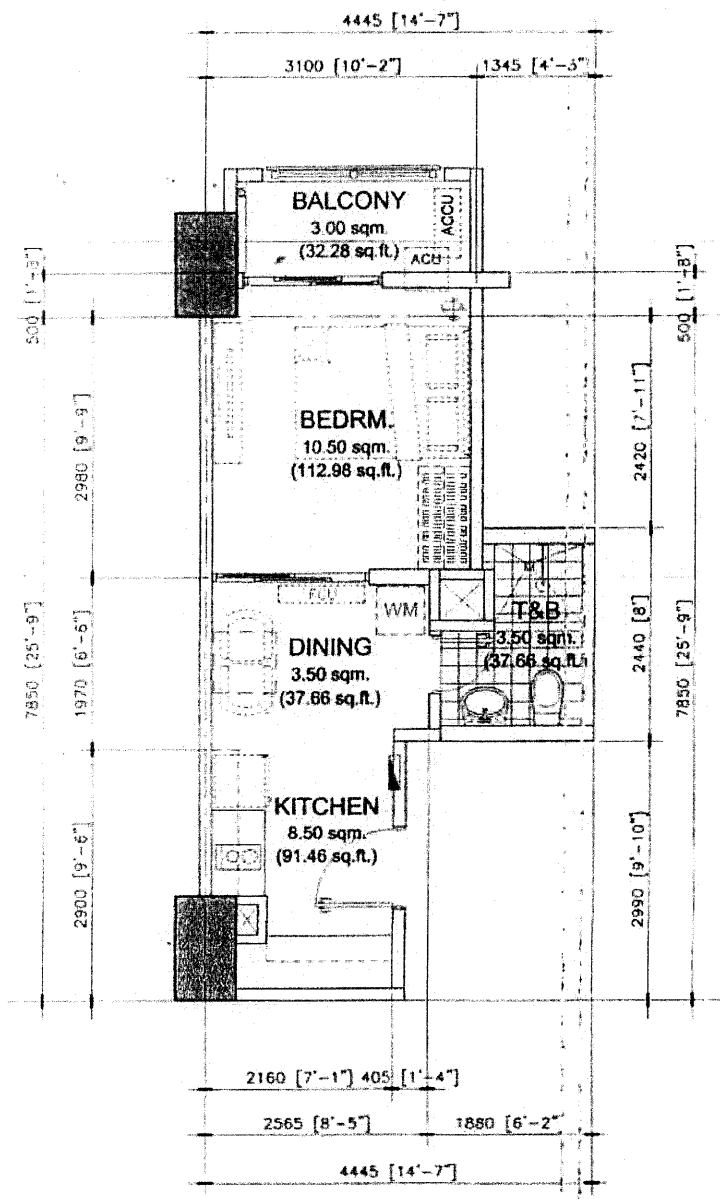 4445 [14'-7"]
3100 [10'-2"]
1345 [4'-5"]
BALCONY
3.00 sqm.
(32.28 sq.ft.)
ACCU
ACU
500 [1'-8"]
500 [1'-8"]
BEDRM.
10.50 sqm.
(112.98 sq.ft.)
2980 [9'-9"]
2420 [7'-11"]
FCU
WM
T&B
3.50 sqm.
(37.66 sq.ft.)
DINING
3.50 sqm.
(37.66 sq.ft.)
7850 [25'-9"]
1970 [6'-6"]
2440 [8']
7850 [25'-9"]
KITCHEN
8.50 sqm.
(91.46 sq.ft.)
2900 [9'-6"]
2990 [9'-10"]
2160 [7'-1"] 405 [1'-4"]
2565 [8'-5"]
1880 [6'-2"]
4445 [14'-7"]